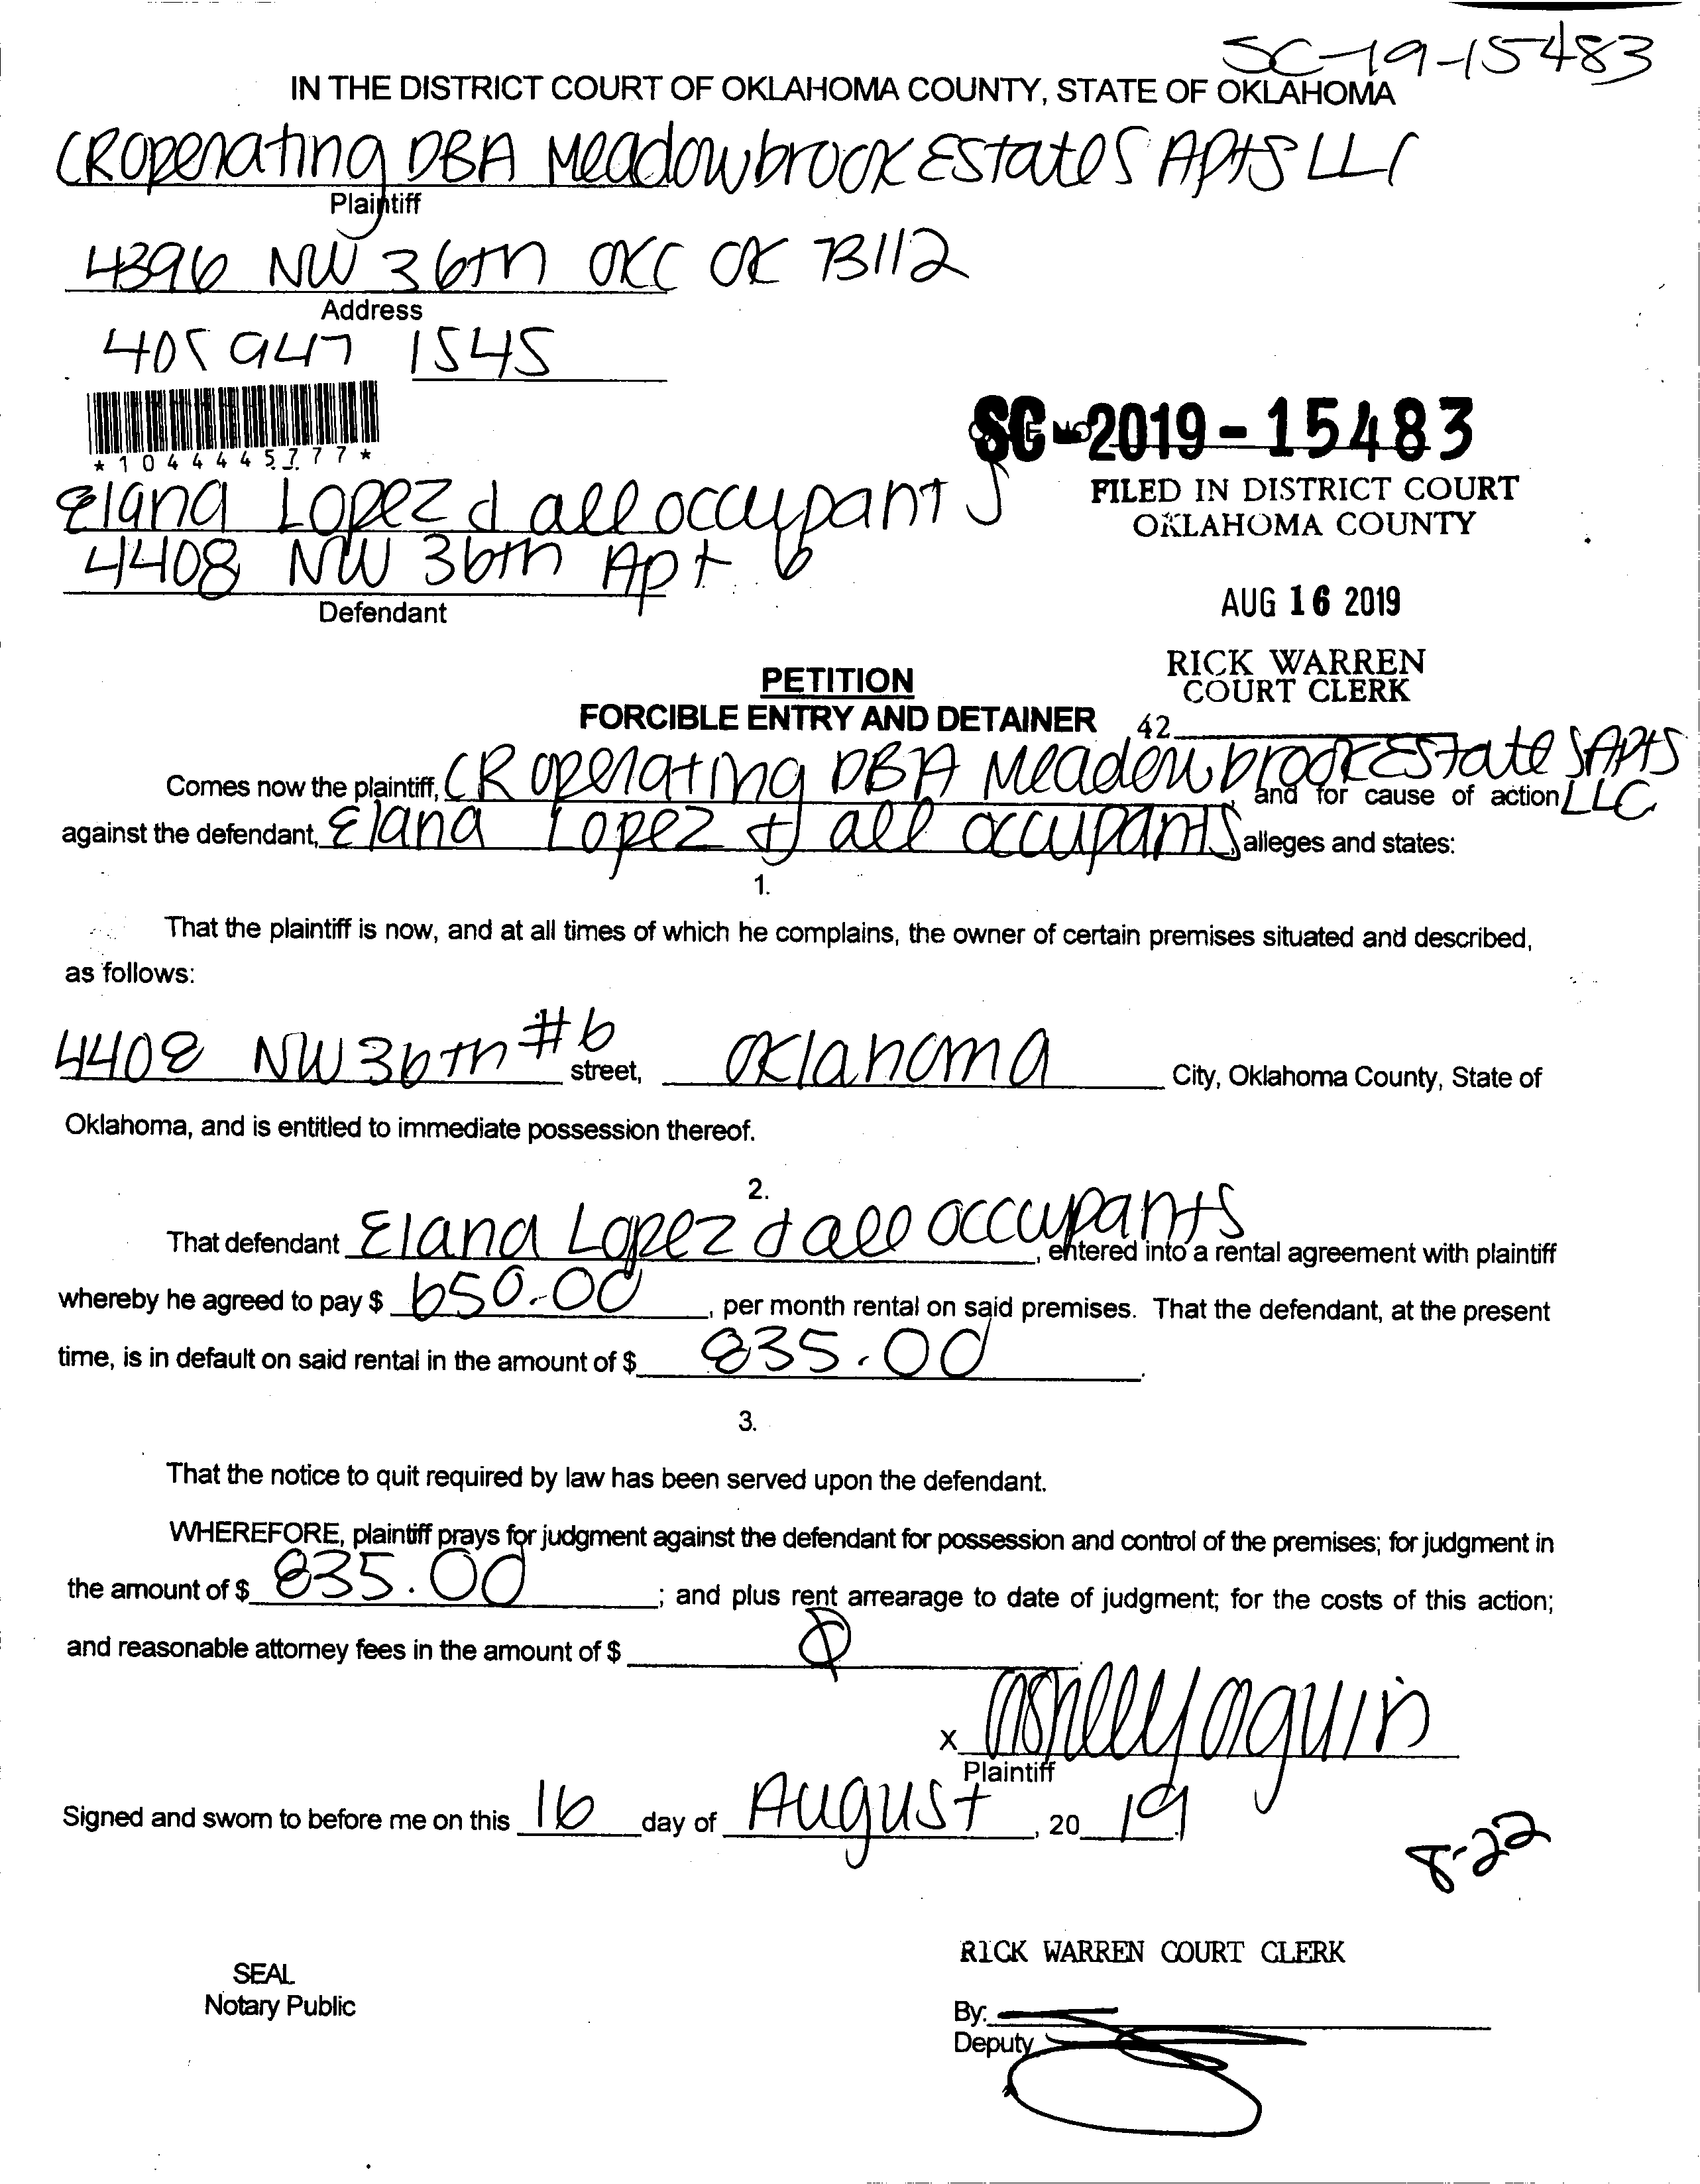 SC-19-15483
IN THE DISTRICT COURT OF OKLAHOMA COUNTY, STATE OF OKLAHOMA
CR Operating DBA Meadowbrook Estates Apts LLC
Plaintiff
4396 NW 36th OKC OK 73112
Address
405 947 1545
*1044445777*
SC-2019-15483
FILED IN DISTRICT COURT
OKLAHOMA COUNTY
Elana Lopez & all occupants
4408 NW 36th Apt 6
Defendant
AUG 16 2019
RICK WARREN
COURT CLERK
42
PETITION
FORCIBLE ENTRY AND DETAINER
Comes now the plaintiff, CR Operating DBA Meadowbrook Estates Apts LLC and for cause of action
against the defendant, Elana Lopez & all occupants, alleges and states:
1.
That the plaintiff is now, and at all times of which he complains, the owner of certain premises situated and described,
as follows:
4408 NW 36th #6 street, Oklahoma City, Oklahoma County, State of
Oklahoma, and is entitled to immediate possession thereof.
2.
That defendant Elana Lopez & all occupants, entered into a rental agreement with plaintiff
whereby he agreed to pay $ 650.00, per month rental on said premises. That the defendant, at the present
time, is in default on said rental in the amount of $ 835.00.
3.
That the notice to quit required by law has been served upon the defendant.
WHEREFORE, plaintiff prays for judgment against the defendant for possession and control of the premises; for judgment in
the amount of $ 835.00; and plus rent arrearage to date of judgment; for the costs of this action;
and reasonable attorney fees in the amount of $ 0.
x Ashley Aguin
Plaintiff
Signed and sworn to before me on this 16 day of August, 2019
8-22
RICK WARREN COURT CLERK
SEAL
Notary Public
By:
Deputy